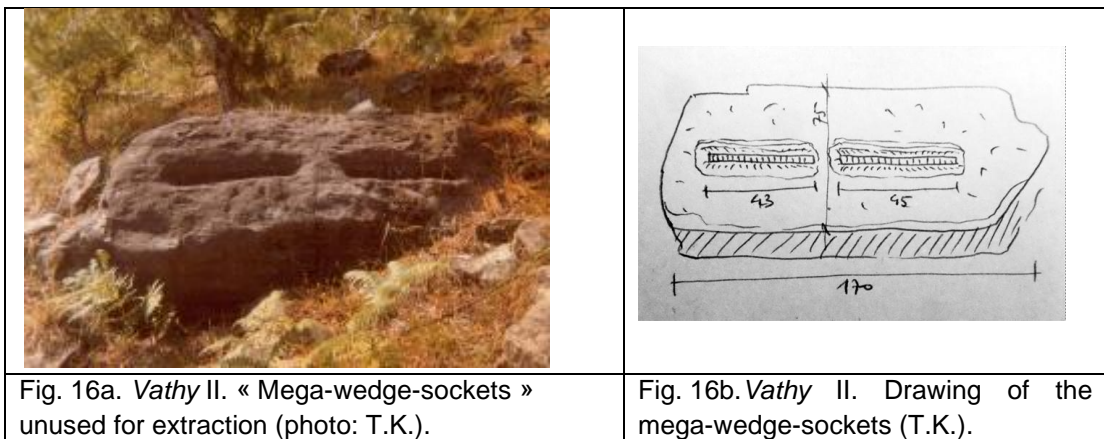 75
43
45
170
Fig. 16a. Vathy II. « Mega-wedge-sockets »
unused for extraction (photo: T.K.).
Fig. 16b.Vathy II. Drawing of the
mega-wedge-sockets (T.K.).